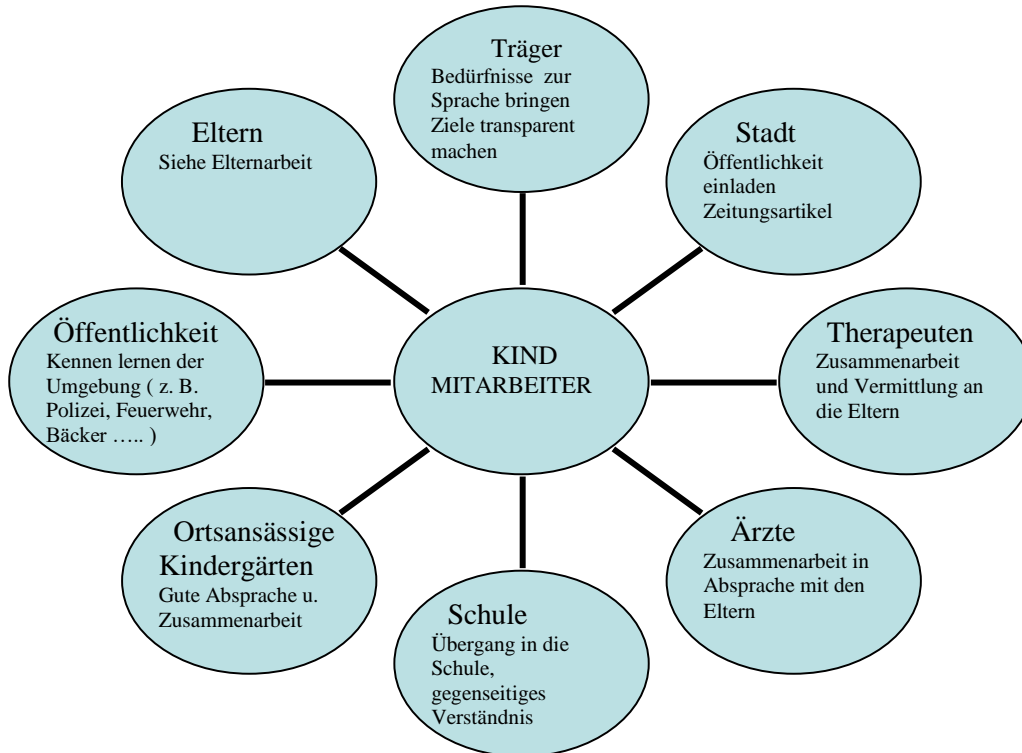 Träger
Bedürfnisse zur
Sprache bringen
Ziele transparent
machen
Eltern
Siehe Elternarbeit
Stadt
Öffentlichkeit
einladen
Zeitungsartikel
Öffentlichkeit
Kennen lernen der
Umgebung ( z. B.
Polizei, Feuerwehr,
Bäcker ….. )
KIND
MITARBEITER
Therapeuten
Zusammenarbeit
und Vermittlung an
die Eltern
Ortsansässige
Kindergärten
Gute Absprache u.
Zusammenarbeit
Schule
Übergang in die
Schule,
gegenseitiges
Verständnis
Ärzte
Zusammenarbeit in
Absprache mit den
Eltern